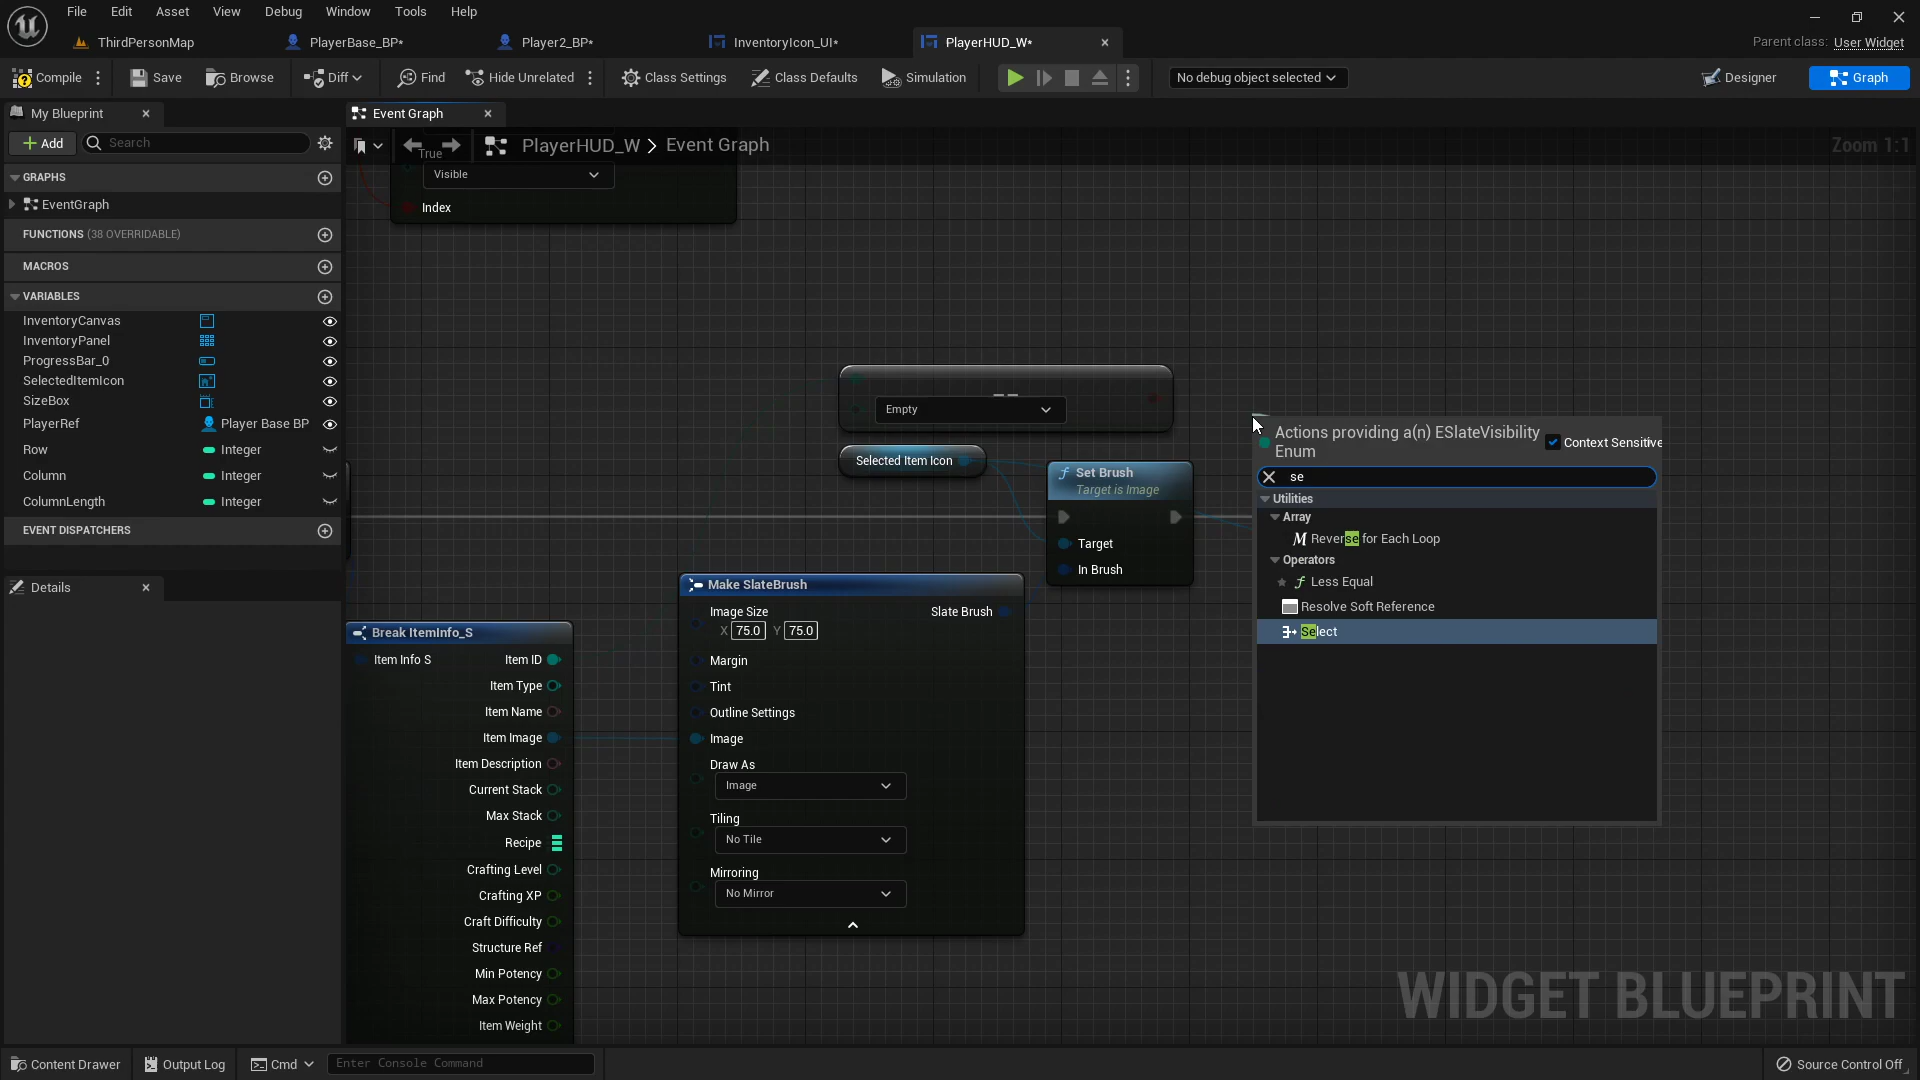 File Edit Asset View Debug Window Tools Help
ThirdPersonMap PlayerBase_BP* Player2_BP* InventoryIcon_UI* PlayerHUD_W* Parent class: User Widget
Compile Save Browse Diff Find Hide Unrelated Class Settings Class Defaults Simulation No debug object selected Designer Graph
My Blueprint
Event Graph
Add Search
True PlayerHUD_W > Event Graph Zoom 1:1
Visible
Index
GRAPHS
EventGraph
FUNCTIONS (38 OVERRIDABLE)
MACROS
VARIABLES
InventoryCanvas
InventoryPanel
ProgressBar_0
SelectedItemIcon
SizeBox
PlayerRef Player Base BP
Row Integer
Column Integer
ColumnLength Integer
EVENT DISPATCHERS
Details
==
Empty
Selected Item Icon
Set Brush
Target is Image
Target
In Brush
Actions providing a(n) ESlateVisibility
Enum
Context Sensitive
se
Utilities
Array
Reverse for Each Loop
Operators
Less Equal
Resolve Soft Reference
Select
Make SlateBrush
Image Size Slate Brush
X 75.0 Y 75.0
Margin
Tint
Outline Settings
Image
Draw As
Image
Tiling
No Tile
Mirroring
No Mirror
Break ItemInfo_S
Item Info S Item ID
Item Type
Item Name
Item Image
Item Description
Current Stack
Max Stack
Recipe
Crafting Level
Crafting XP
Craft Difficulty
Structure Ref
Min Potency
Max Potency
Item Weight
WIDGET BLUEPRINT
Content Drawer Output Log Cmd Enter Console Command Source Control Off